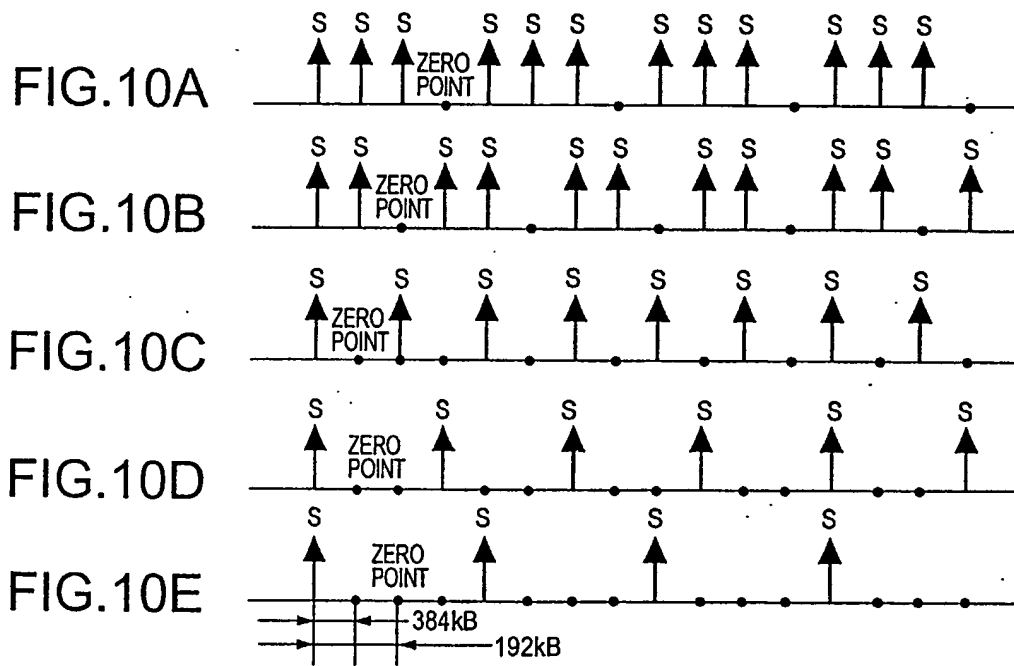 S S S S S S S S S S S S
FIG.10A
ZERO
POINT
S S S S S S S S S S S
FIG.10B
ZERO
POINT
S S S S S S S S
FIG.10C
ZERO
POINT
S S S S S S
FIG.10D
ZERO
POINT
S S S S
FIG.10E
ZERO
POINT
384kB
192kB